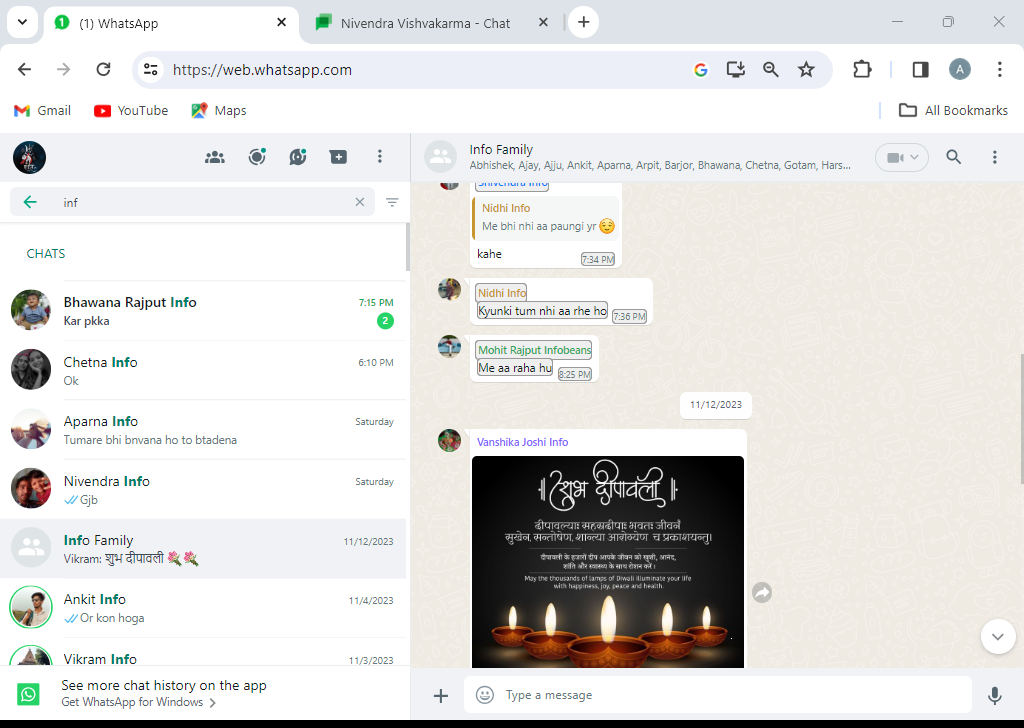 (1) WhatsApp
Nivendra Vishvakarma - Chat
https://web.whatsapp.com
A
Gmail
YouTube
Maps
All Bookmarks
inf
CHATS
Bhawana Rajput Info
7:15 PM
Kar pkka
2
Chetna Info
6:10 PM
Ok
Aparna Info
Saturday
Tumare bhi bnvana ho to btadena
Nivendra Info
Saturday
Gjb
Info Family
11/12/2023
Vikram: शुभ दीपावली
Ankit Info
11/4/2023
Or kon hoga
Vikram Info
11/3/2023
See more chat history on the app
Get WhatsApp for Windows
Info Family
Abhishek, Ajay, Ajju, Ankit, Aparna, Arpit, Barjor, Bhawana, Chetna, Gotam, Hars...
Shivendra Info
Nidhi Info
Me bhi nhi aa paungi yr
kahe
7:34 PM
Nidhi Info
Kyunki tum nhi aa rhe ho
7:36 PM
Mohit Rajput Infobeans
Me aa raha hu
8:25 PM
11/12/2023
Vanshika Joshi Info
शुभ दीपावली
दीपावल्याः सहस्रदीपाः भवतः जीवनं
सुखेन, सन्तोषेण, शान्त्या आरोग्येण च प्रकाशयन्तु।
दीपावली के हजारों दीप आपके जीवन को खुशी, आनंद,
शांति और स्वास्थ्य के साथ रोशन करें।
May the thousands of lamps of Diwali illuminate your life
with happiness, joy, peace and health.
Type a message